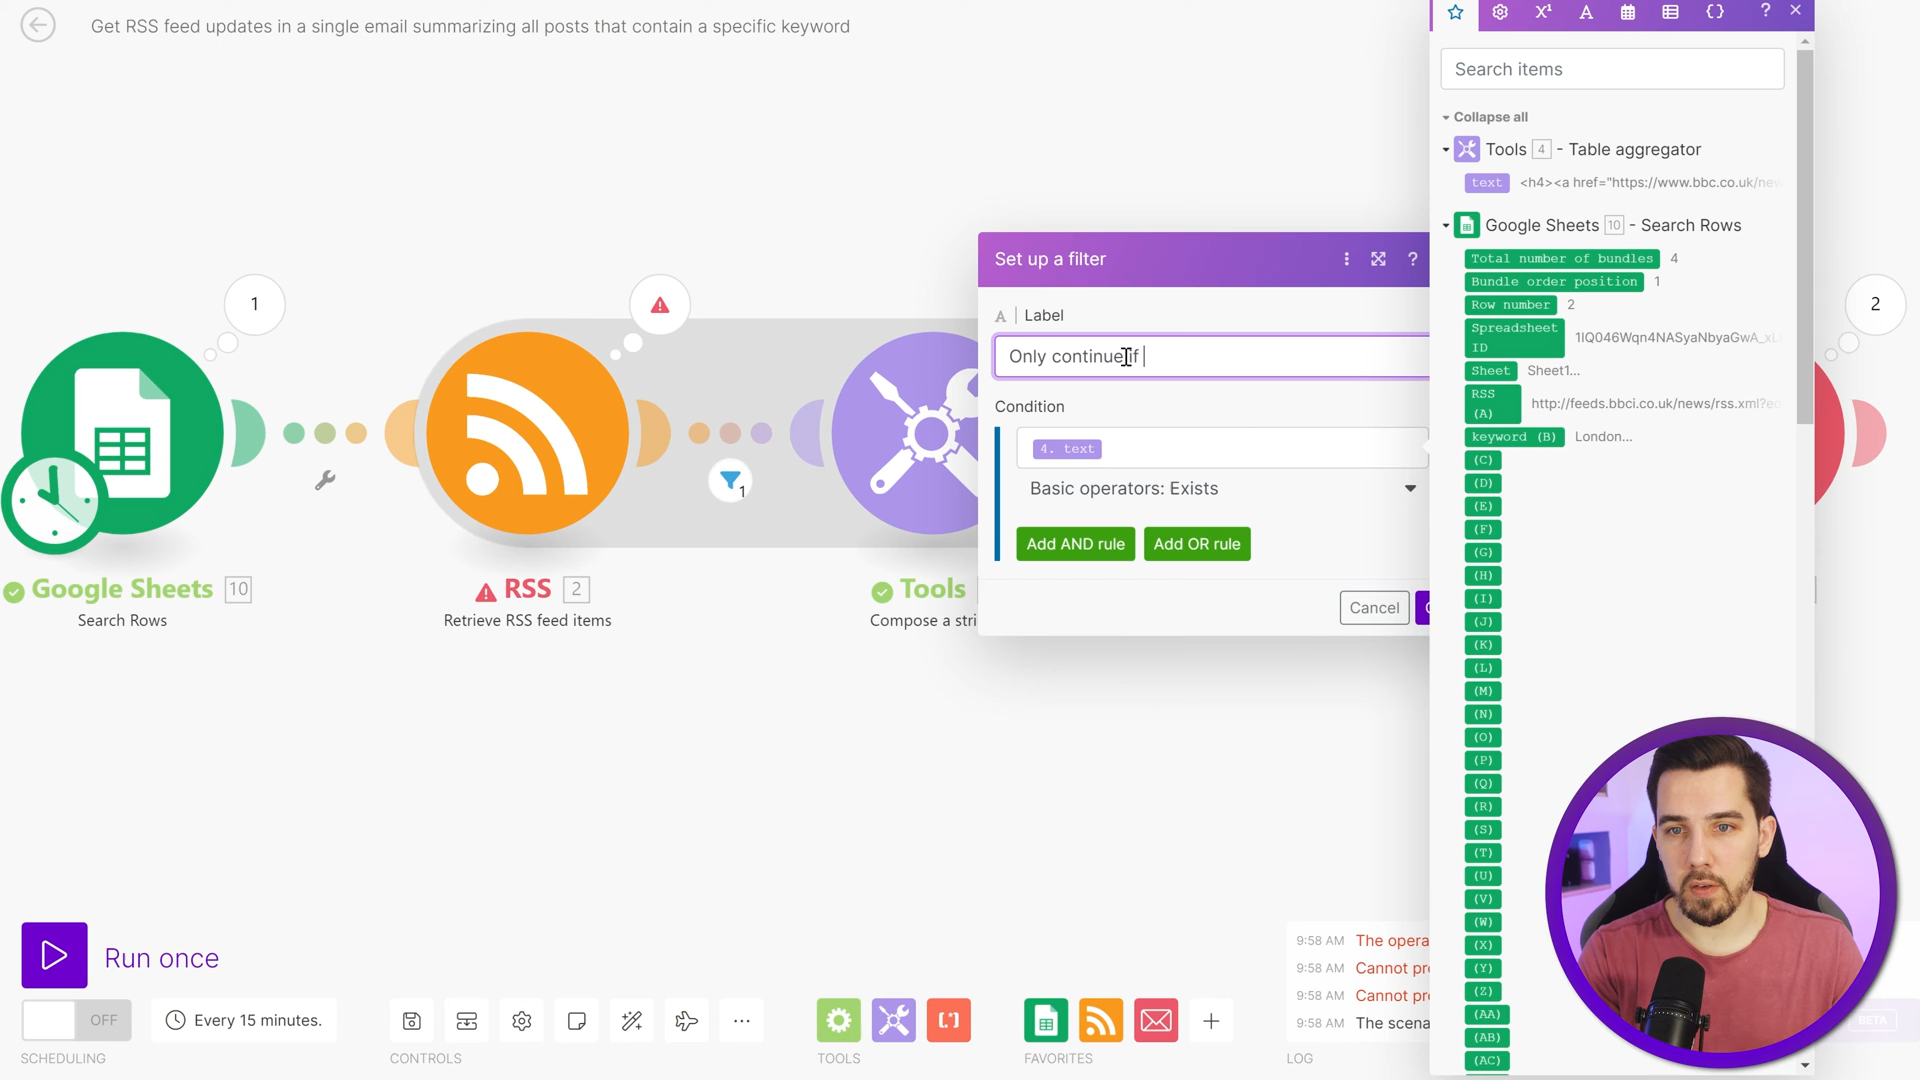 Get RSS feed updates in a single email summarizing all posts that contain a specific keyword
?
Search items
Collapse all
Tools 4 - Table aggregator
text <h4><a href="https://www.bbc.co.uk/new
Google Sheets 10 - Search Rows
Total number of bundles 4
Bundle order position 1
Row number 2
Spreadsheet ID 1IQ046Wqn4NASyaNbyaGwA_xL
Sheet Sheet1...
RSS (A) http://feeds.bbci.co.uk/news/rss.xml?ed
keyword (B) London...
(C)
(D)
(E)
(F)
(G)
(H)
(I)
(J)
(K)
(L)
(M)
(N)
(O)
(P)
(Q)
(R)
(S)
(T)
(U)
(V)
(W)
(X)
(Y)
(Z)
(AA)
(AB)
(AC)
Set up a filter
?
A Label
Only continue if
Condition
4. text
Basic operators: Exists
Add AND rule Add OR rule
Cancel
1
2
1
Google Sheets 10
Search Rows
RSS 2
Retrieve RSS feed items
Tools
Compose a stri
Run once
OFF
Every 15 minutes.
SCHEDULING
CONTROLS
TOOLS
FAVORITES
LOG
9:58 AM The opera
9:58 AM Cannot pr
9:58 AM Cannot pr
9:58 AM The scena
BETA